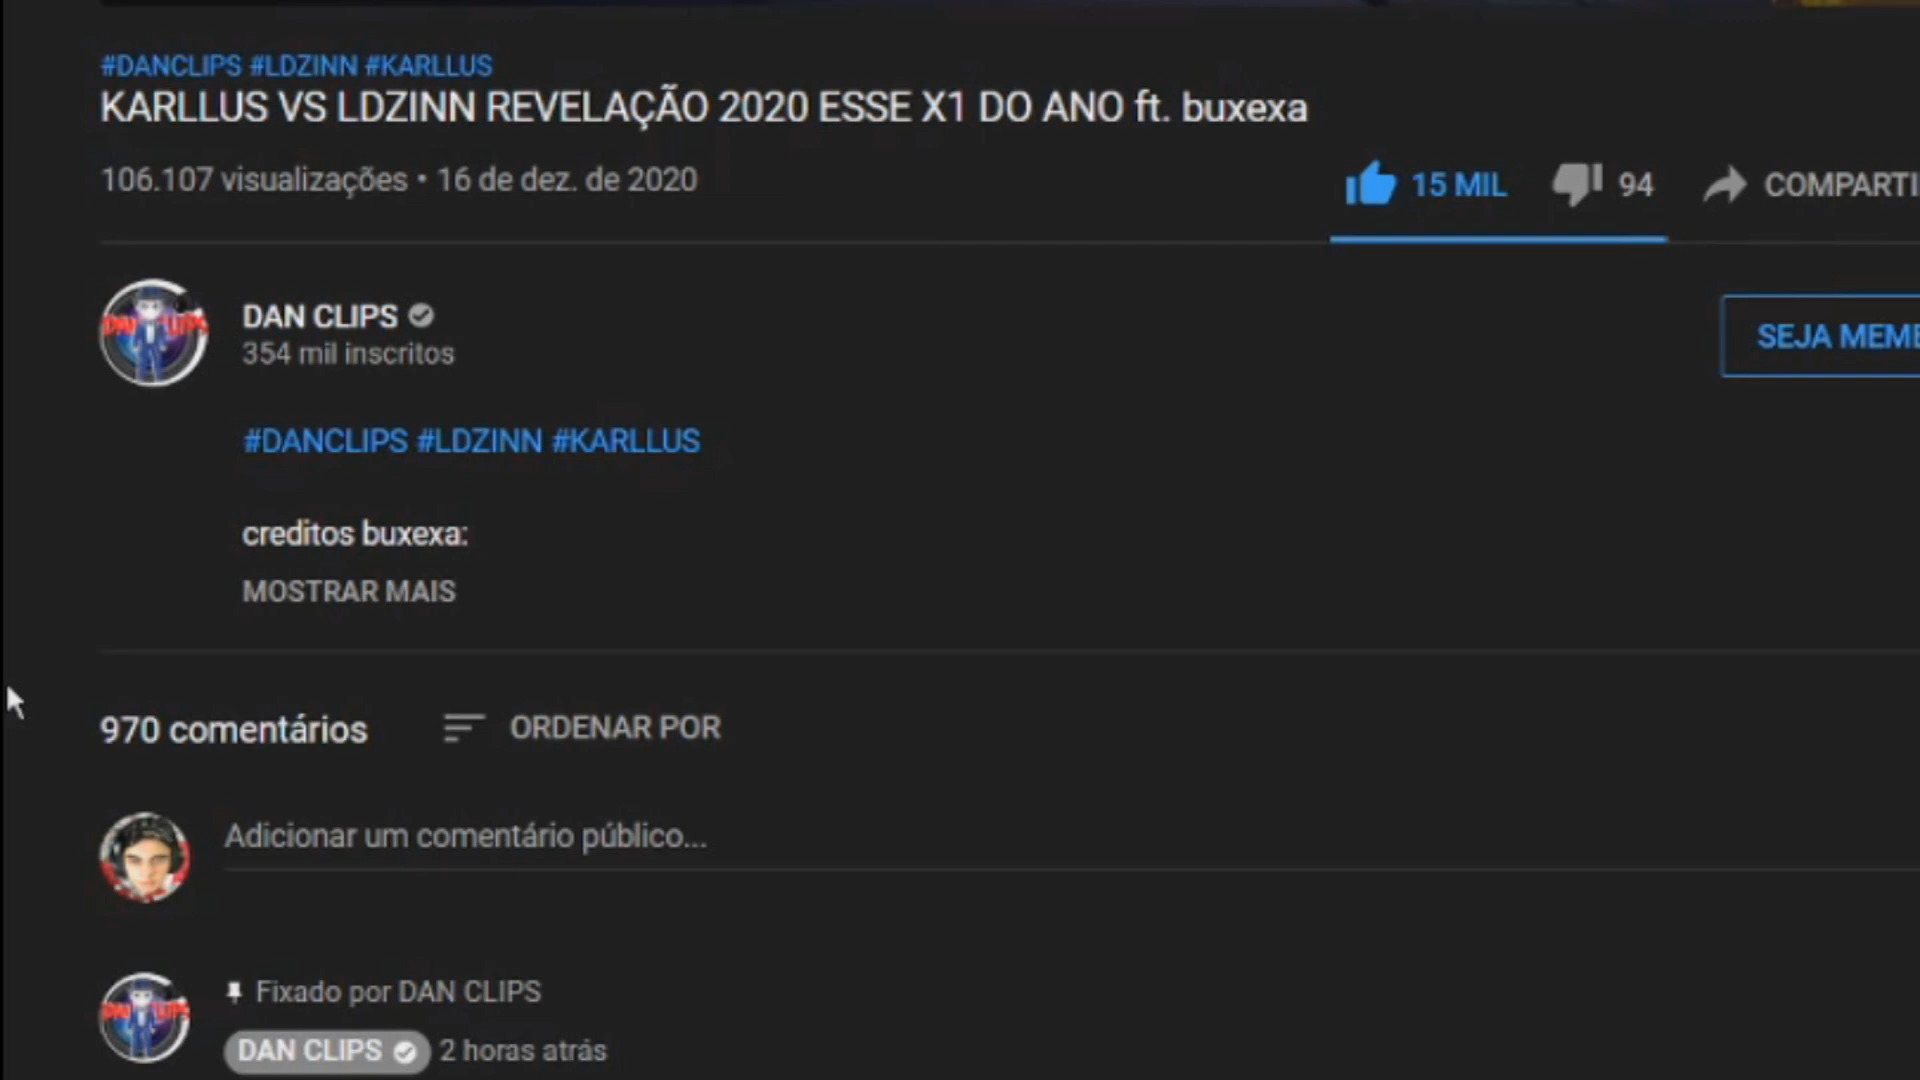 #DANCLIPS #LDZINN #KARLLUS
KARLLUS VS LDZINN REVELAÇÃO 2020 ESSE X1 DO ANO ft. buxexa
106.107 visualizações • 16 de dez. de 2020
15 MIL 94 COMPARTI
DAN CLIPS
354 mil inscritos
SEJA MEMB
#DANCLIPS #LDZINN #KARLLUS
creditos buxexa:
MOSTRAR MAIS
970 comentários ORDENAR POR
Adicionar um comentário público...
Fixado por DAN CLIPS
DAN CLIPS 2 horas atrás